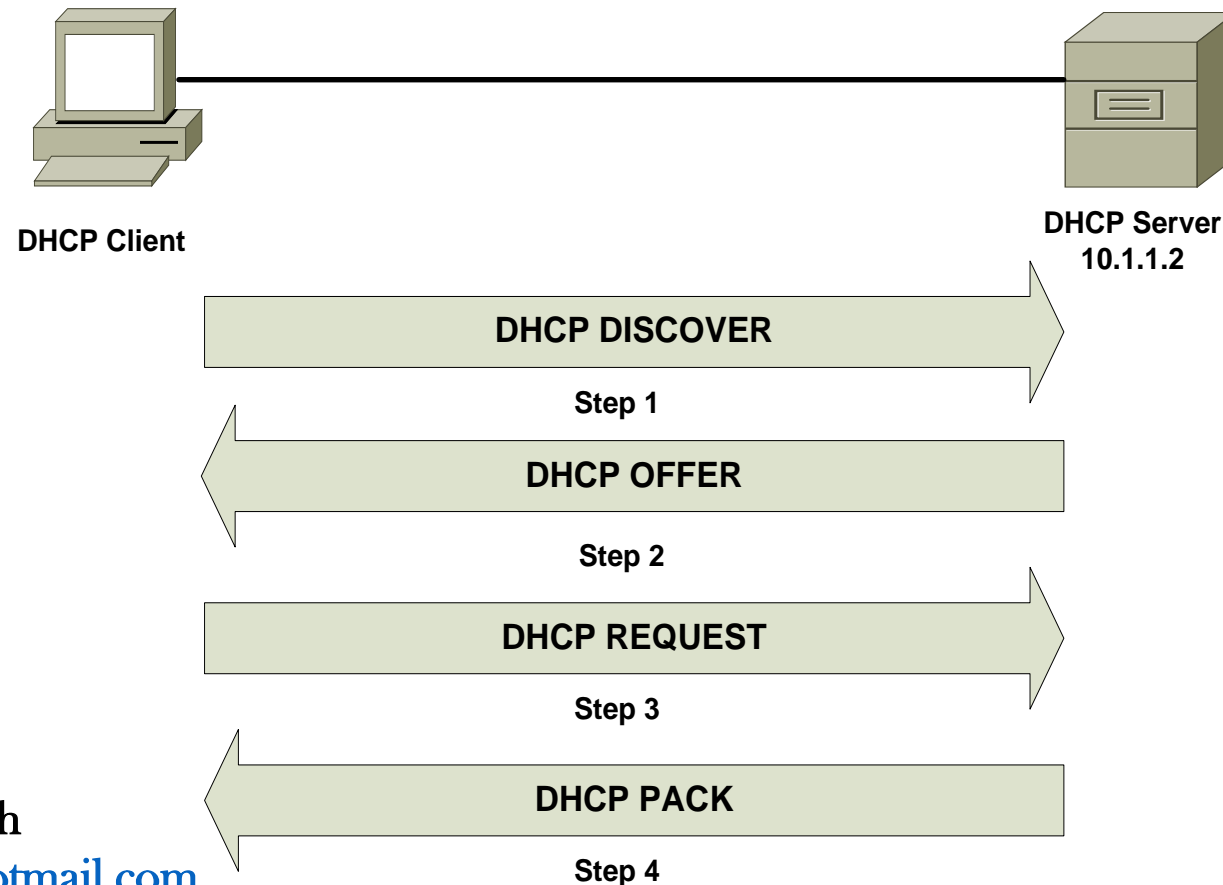 DHCP Client
DHCP Server
10.1.1.2
DHCP DISCOVER
Step 1
DHCP OFFER
Step 2
DHCP REQUEST
Step 3
DHCP PACK
Step 4